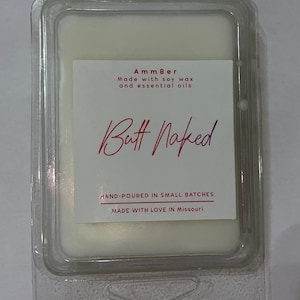 AmmBer
Made with soy wax
and essential oils
Butt Naked
HAND-POURED IN SMALL BATCHES
MADE WITH LOVE IN Missouri